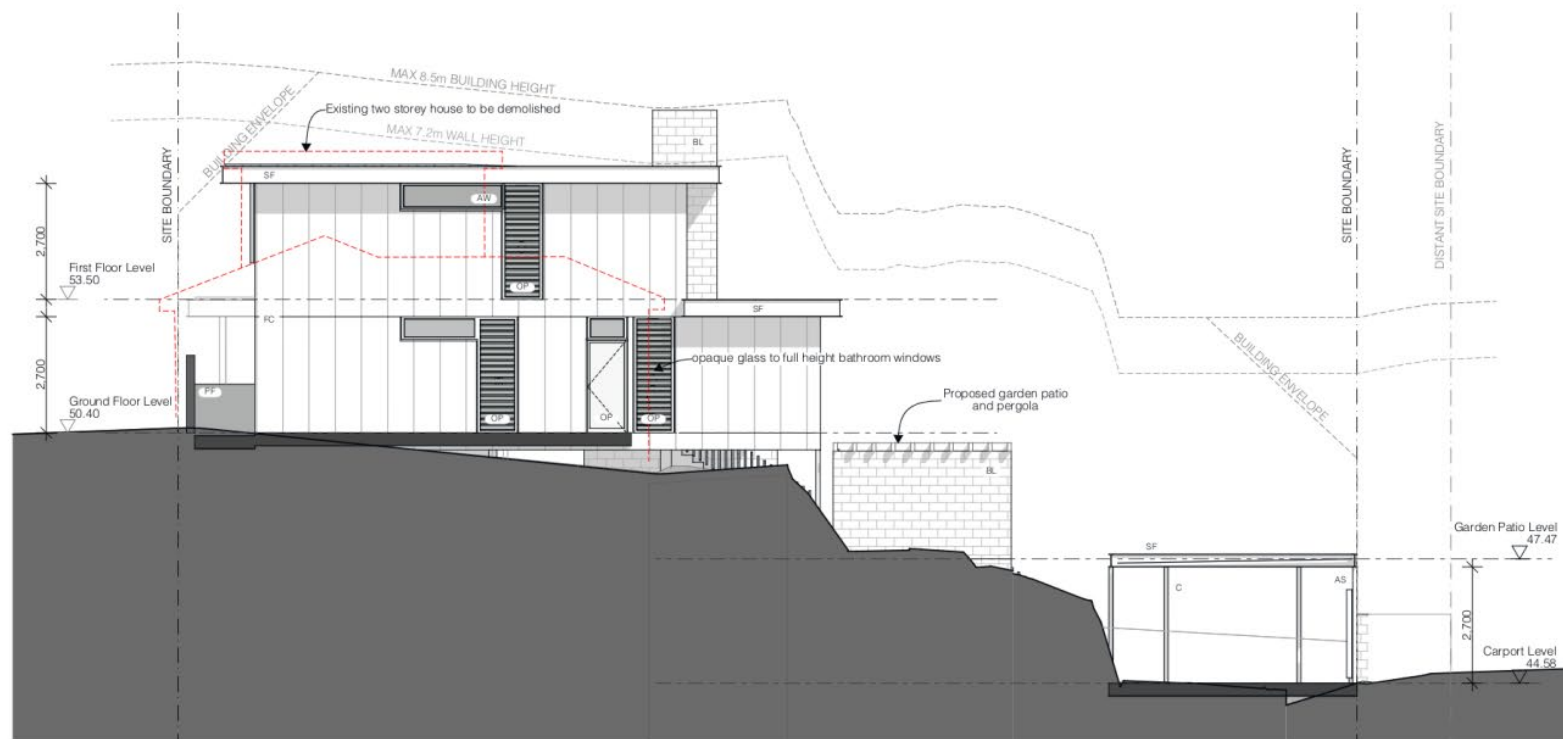 MAX 8.5m BUILDING HEIGHT
Existing two storey house to be demolished
BUILDING ENVELOPE
MAX 7.2m WALL HEIGHT
BL
SITE BOUNDARY
SITE BOUNDARY
DISTANT SITE BOUNDARY
SF
AW
2,700
First Floor Level
53.50
OP
SF
FC
opaque glass to full height bathroom windows
BUILDING ENVELOPE
2,700
PF
Ground Floor Level
50.40
OP
OP
OP
Proposed garden patio
and pergola
BL
Garden Patio Level
47.47
SF
C
AS
2,700
Carport Level
44.58